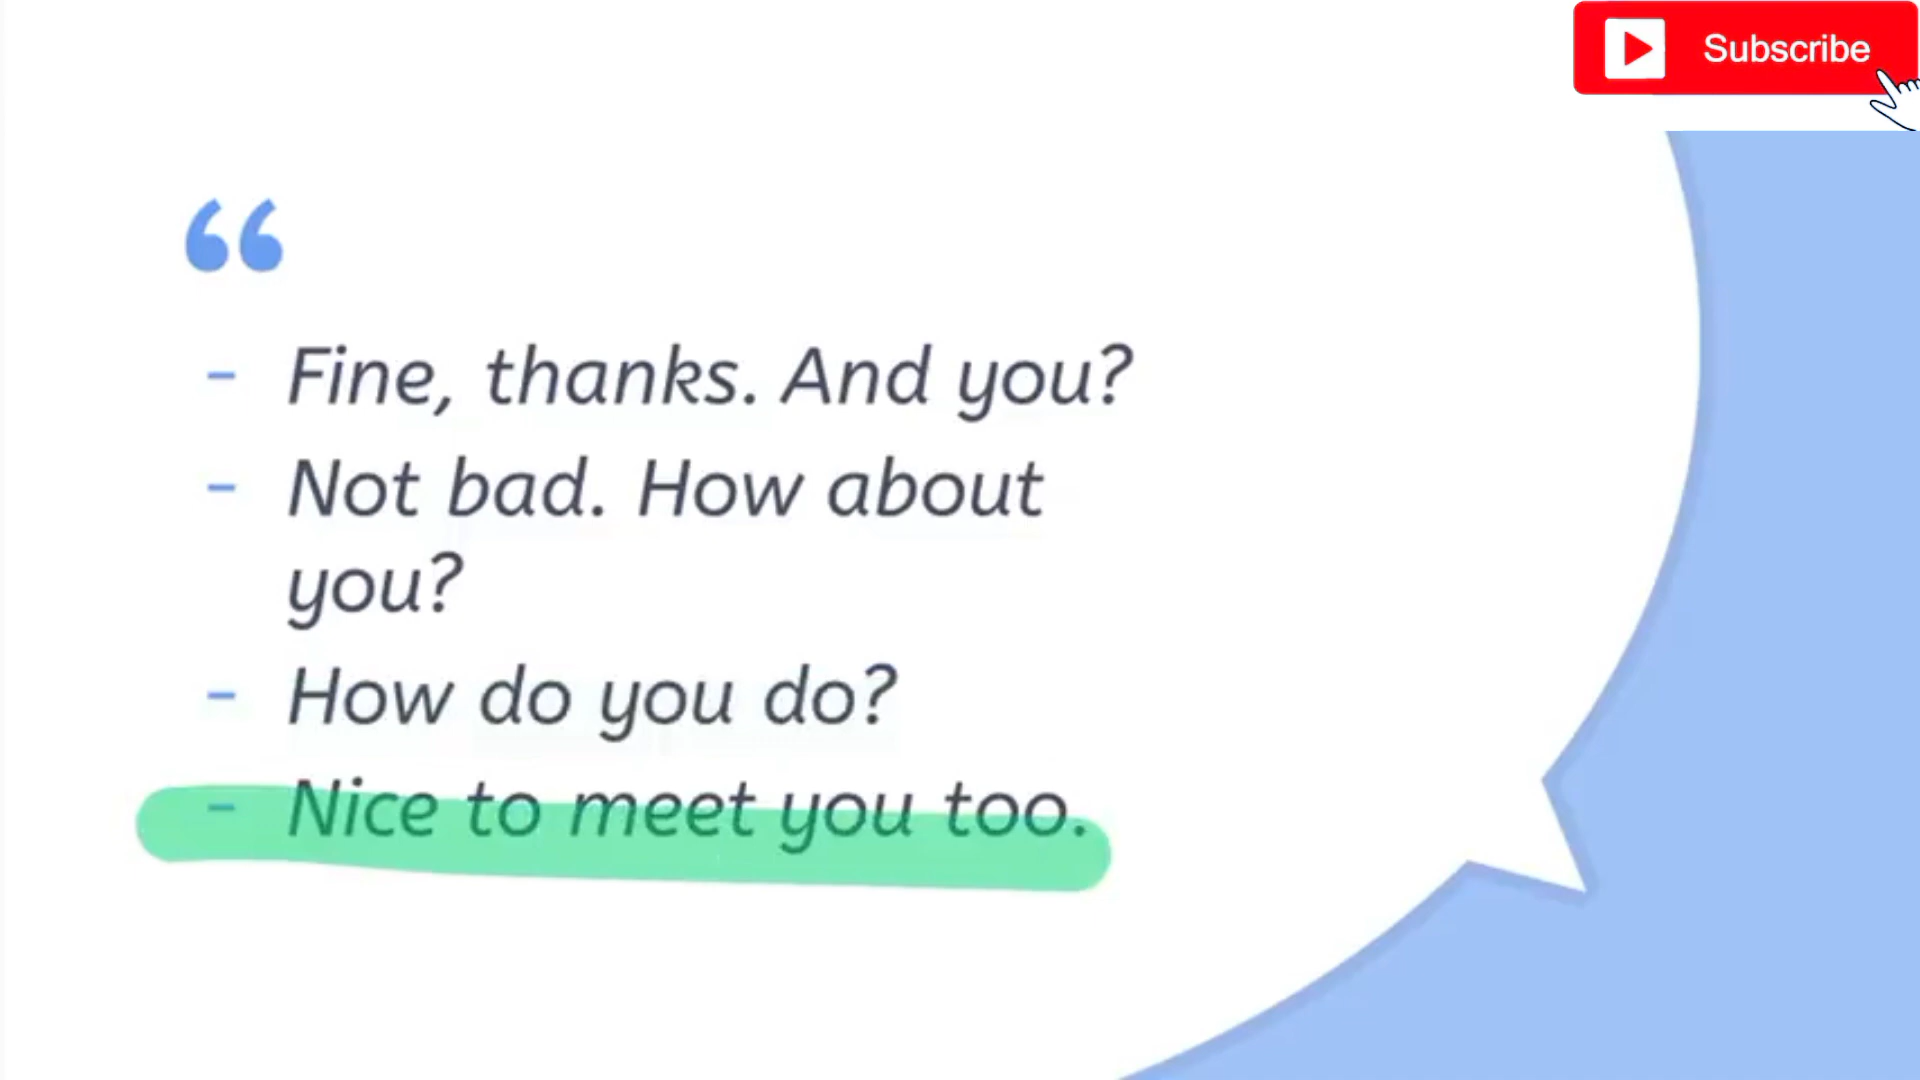 Subscribe
“
- Fine, thanks. And you?
- Not bad. How about
you?
- How do you do?
- Nice to meet you too.